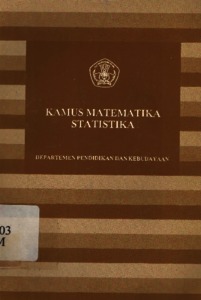 KAMUS MATEMATIKA
STATISTIKA
DEPARTEMEN PENDIDIKAN DAN KEBUDAYAAN
03
M